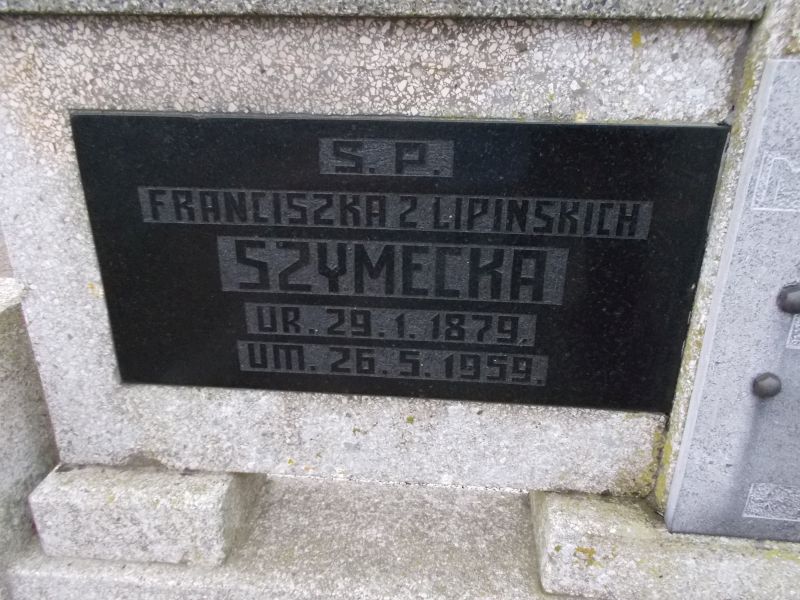 S. P.
FRANCISZKA Z LIPINSKICH
SZYMECKA
UR. 29.1.1879.
UM. 26.5.1959.